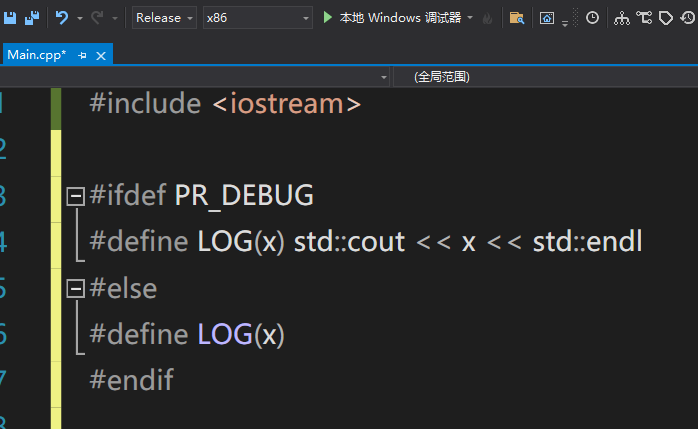 Release x86 本地 Windows 调试器
Main.cpp*
(全局范围)
1 #include <iostream>
2
3 #ifdef PR_DEBUG
4 #define LOG(x) std::cout << x << std::endl
5 #else
6 #define LOG(x)
7 #endif